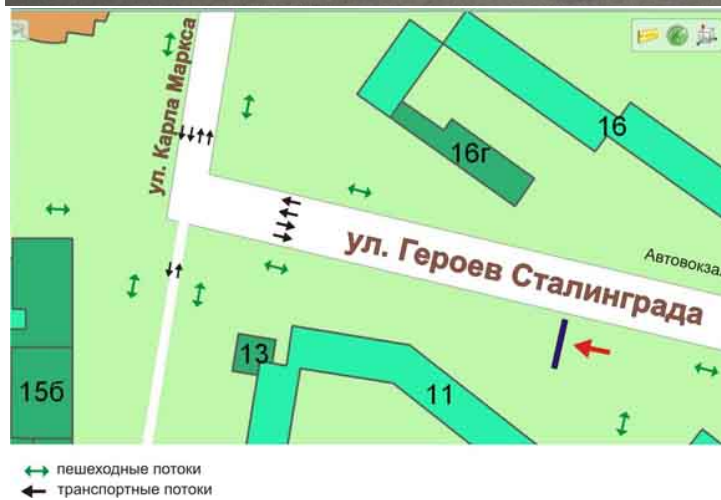 ул. Карла Маркса
16
16г
ул. Героев Сталинграда
Автовокзал
13
11
15б
пешеходные потоки
транспортные потоки